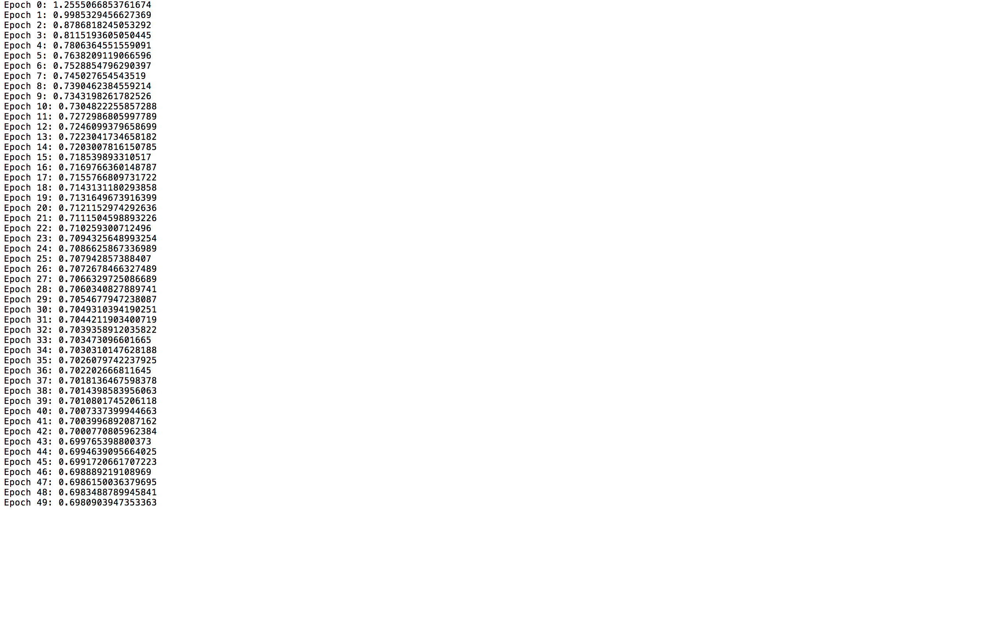 Epoch 0: 1.2555066853761674
Epoch 1: 0.9985329456627369
Epoch 2: 0.8786818245053292
Epoch 3: 0.8115193605050445
Epoch 4: 0.7806364551559091
Epoch 5: 0.7638209119066596
Epoch 6: 0.7528854796290397
Epoch 7: 0.745027654543519
Epoch 8: 0.7390462384559214
Epoch 9: 0.7343198261782526
Epoch 10: 0.7304822255857288
Epoch 11: 0.7272986805997789
Epoch 12: 0.7246099379658699
Epoch 13: 0.7223041734658182
Epoch 14: 0.7203007816150785
Epoch 15: 0.718539893310517
Epoch 16: 0.7169766360148787
Epoch 17: 0.7155766809731722
Epoch 18: 0.7143131180293858
Epoch 19: 0.7131649673916399
Epoch 20: 0.7121152974292636
Epoch 21: 0.7111504598893226
Epoch 22: 0.710259300712496
Epoch 23: 0.7094325648993254
Epoch 24: 0.7086625867336989
Epoch 25: 0.707942857388407
Epoch 26: 0.7072678466327489
Epoch 27: 0.7066329725086689
Epoch 28: 0.7060340827889741
Epoch 29: 0.7054677947238087
Epoch 30: 0.7049310394190251
Epoch 31: 0.7044211903400719
Epoch 32: 0.7039358912035822
Epoch 33: 0.703473096601665
Epoch 34: 0.7030310147628188
Epoch 35: 0.7026079742237925
Epoch 36: 0.702202666811645
Epoch 37: 0.7018136467598378
Epoch 38: 0.7014398583956063
Epoch 39: 0.7010801745206118
Epoch 40: 0.7007337399944663
Epoch 41: 0.7003996892087162
Epoch 42: 0.7000770805962384
Epoch 43: 0.699765398800373
Epoch 44: 0.6994639095664025
Epoch 45: 0.6991720661707223
Epoch 46: 0.698889219108969
Epoch 47: 0.6986150036379695
Epoch 48: 0.6983488789945841
Epoch 49: 0.6980903947353363